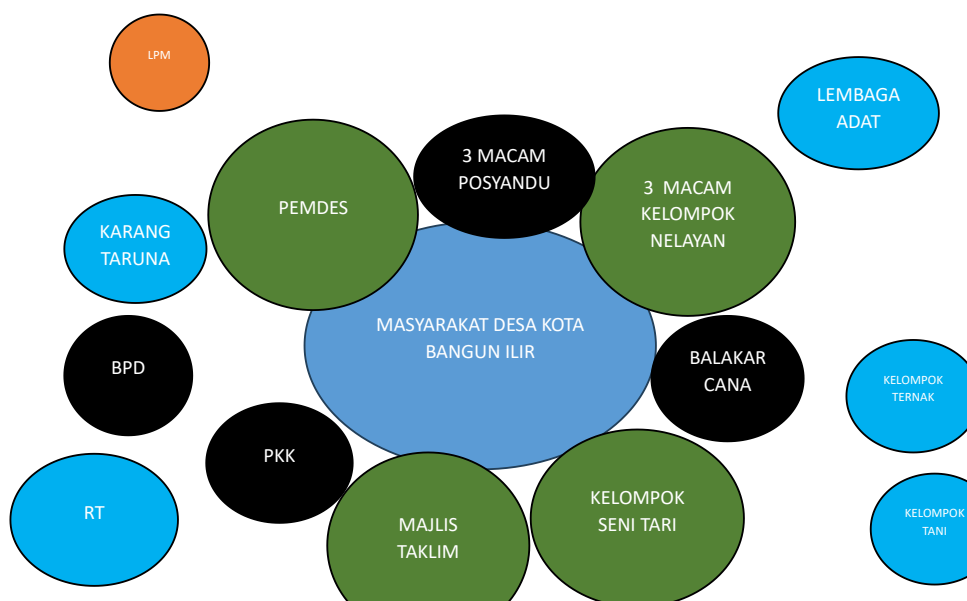 LPM
LEMBAGA
ADAT
3 MACAM
POSYANDU
PEMDES
3 MACAM
KELOMPOK
NELAYAN
KARANG
TARUNA
MASYARAKAT DESA KOTA
BANGUN ILIR
BPD
BALAKAR
CANA
KELOMPOK
TERNAK
PKK
RT
MAJLIS
TAKLIM
KELOMPOK
SENI TARI
KELOMPOK
TANI